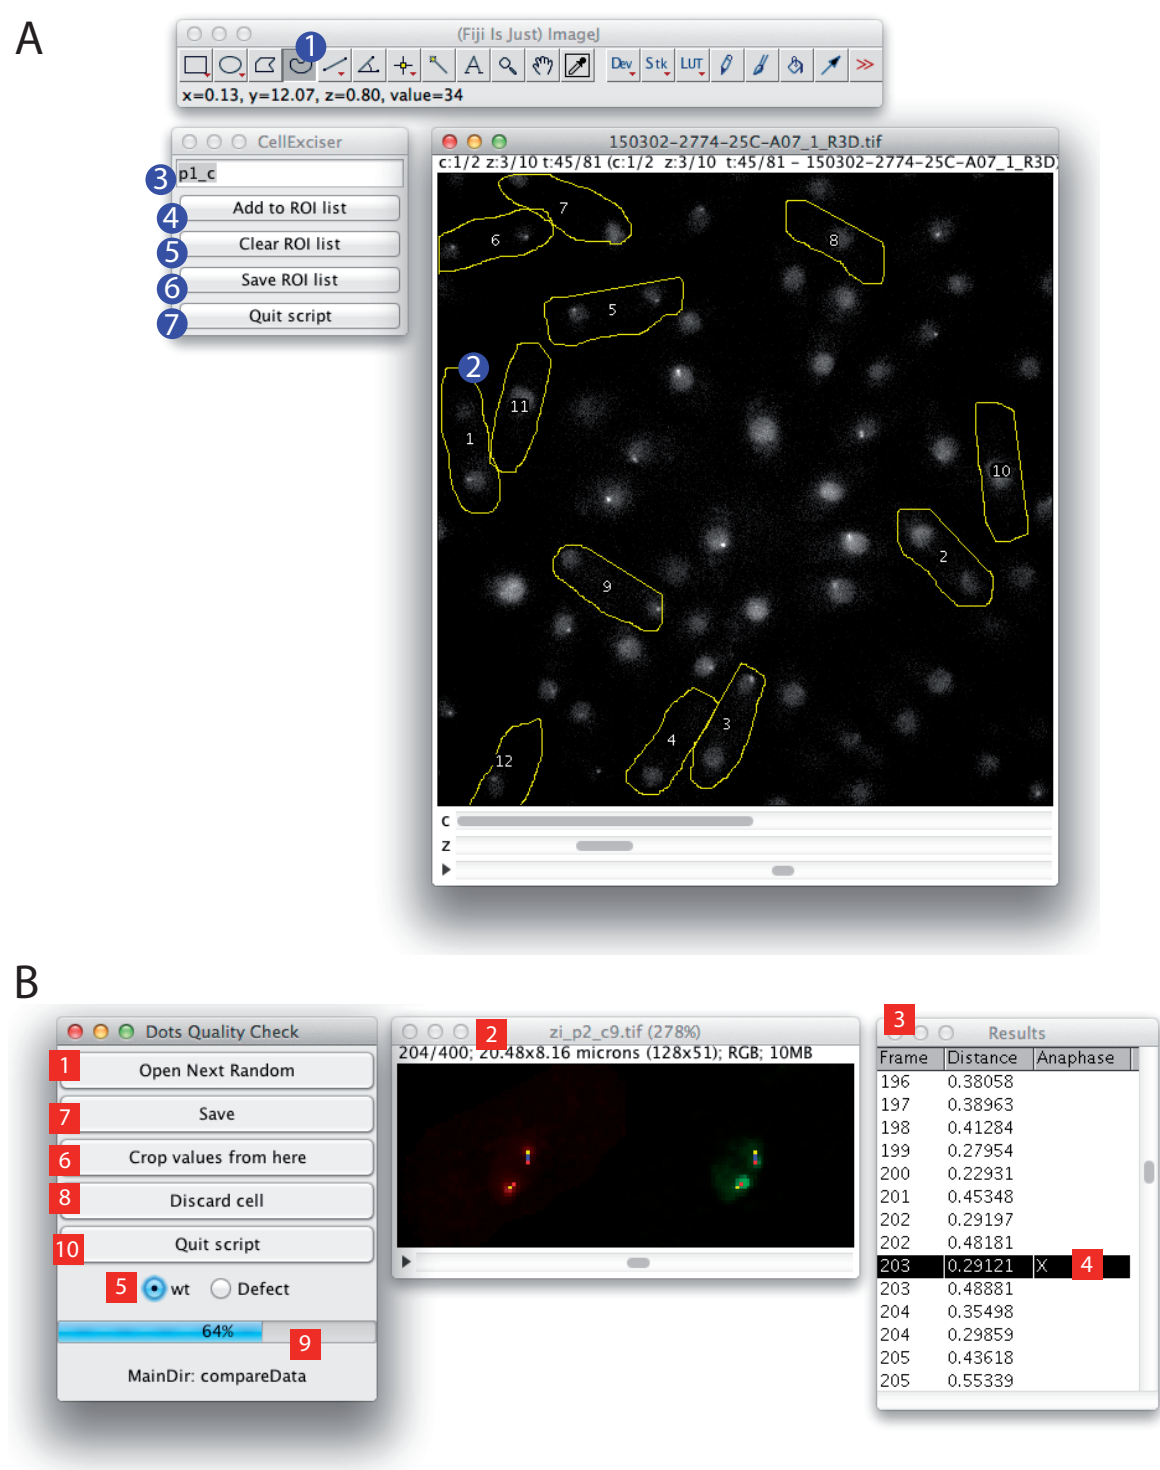 A
(Fiji Is Just) ImageJ
1
A Dev Stk LUT >>
x=0.13, y=12.07, z=0.80, value=34
CellExciser
3 p1_c
4 Add to ROI list
5 Clear ROI list
6 Save ROI list
7 Quit script
150302-2774-25C-A07_1_R3D.tif
c:1/2 z:3/10 t:45/81 (c:1/2 z:3/10 t:45/81 - 150302-2774-25C-A07_1_R3D)
7
6
8
5
2
11
1
10
2
9
3
4
12
c
z
B
Dots Quality Check
1 Open Next Random
7 Save
6 Crop values from here
8 Discard cell
10 Quit script
5 wt Defect
64%
9
MainDir: compareData
2 zi_p2_c9.tif (278%)
204/400; 20.48x8.16 microns (128x51); RGB; 10MB
3 Results
Frame Distance Anaphase
196 0.38058
197 0.38963
198 0.41284
199 0.27954
200 0.22931
201 0.45348
202 0.29197
202 0.48181
203 0.29121 X 4
203 0.48881
204 0.35498
204 0.29859
205 0.43618
205 0.55339